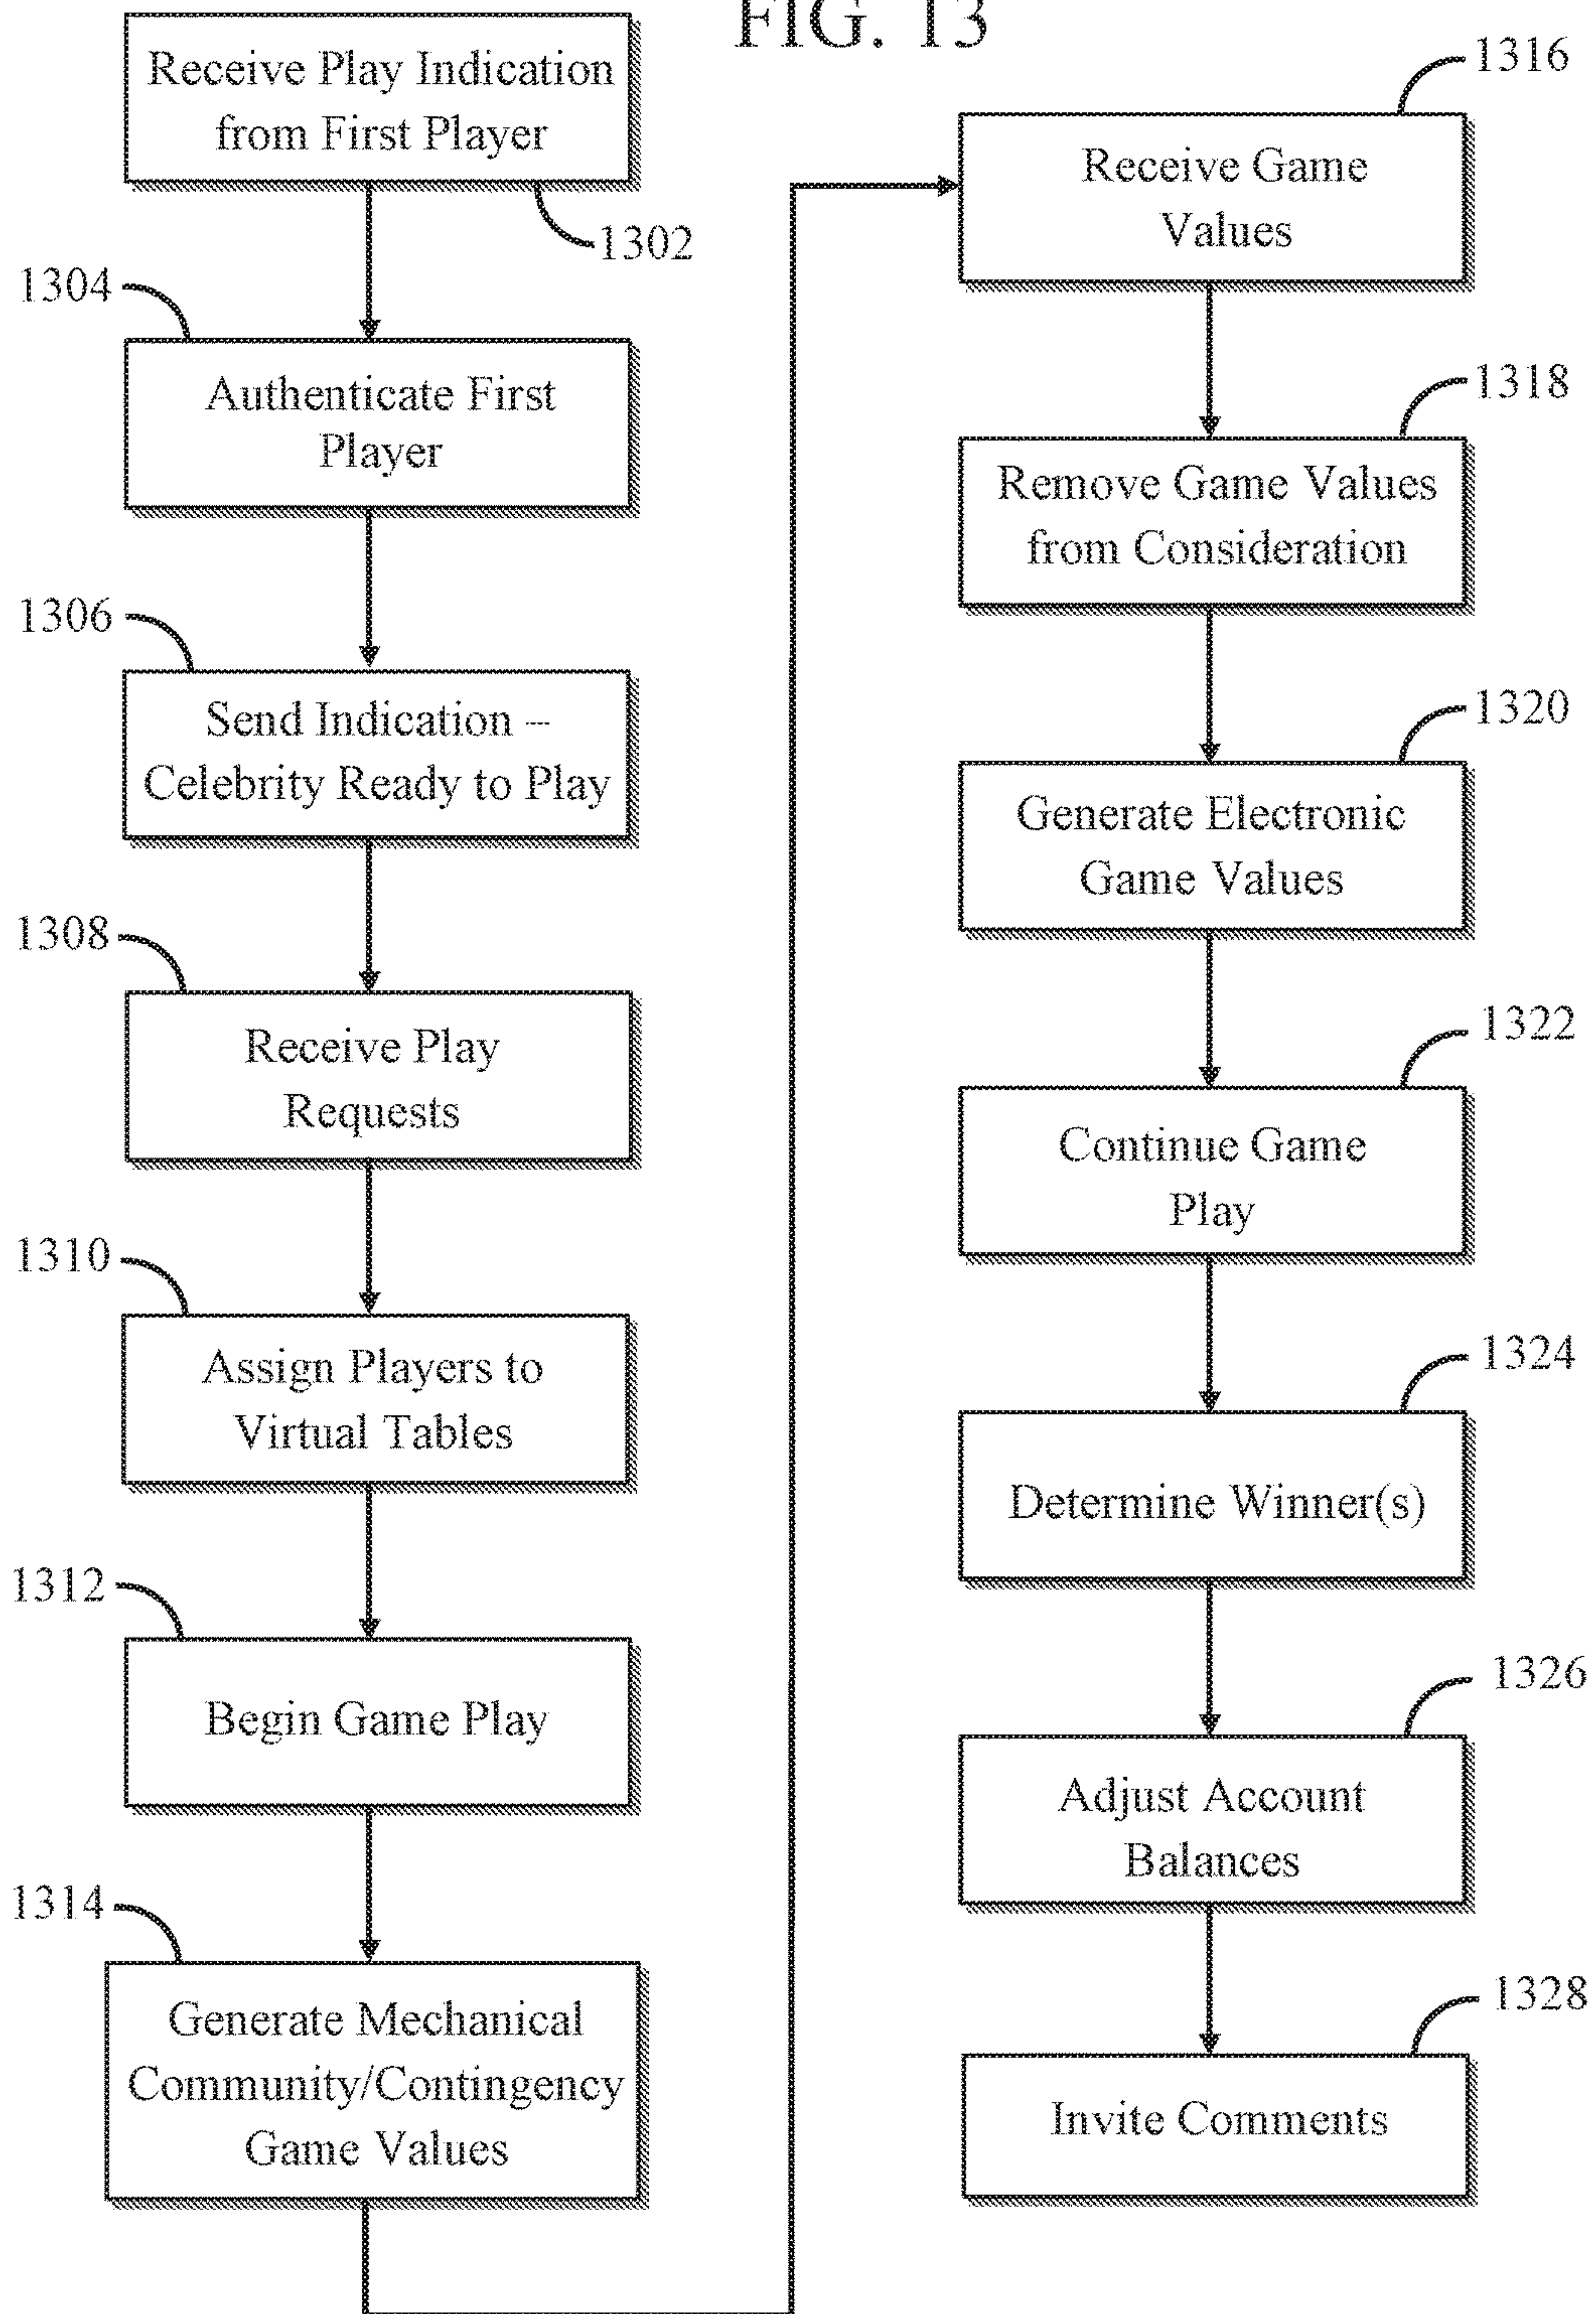 FIG. 13
Receive Play Indication
from First Player
1302
1304
Authenticate First
Player
1306
Send Indication –
Celebrity Ready to Play
1308
Receive Play
Requests
1310
Assign Players to
Virtual Tables
1312
Begin Game Play
1314
Generate Mechanical
Community/Contingency
Game Values
1316
Receive Game
Values
1318
Remove Game Values
from Consideration
1320
Generate Electronic
Game Values
1322
Continue Game
Play
1324
Determine Winner(s)
1326
Adjust Account
Balances
1328
Invite Comments